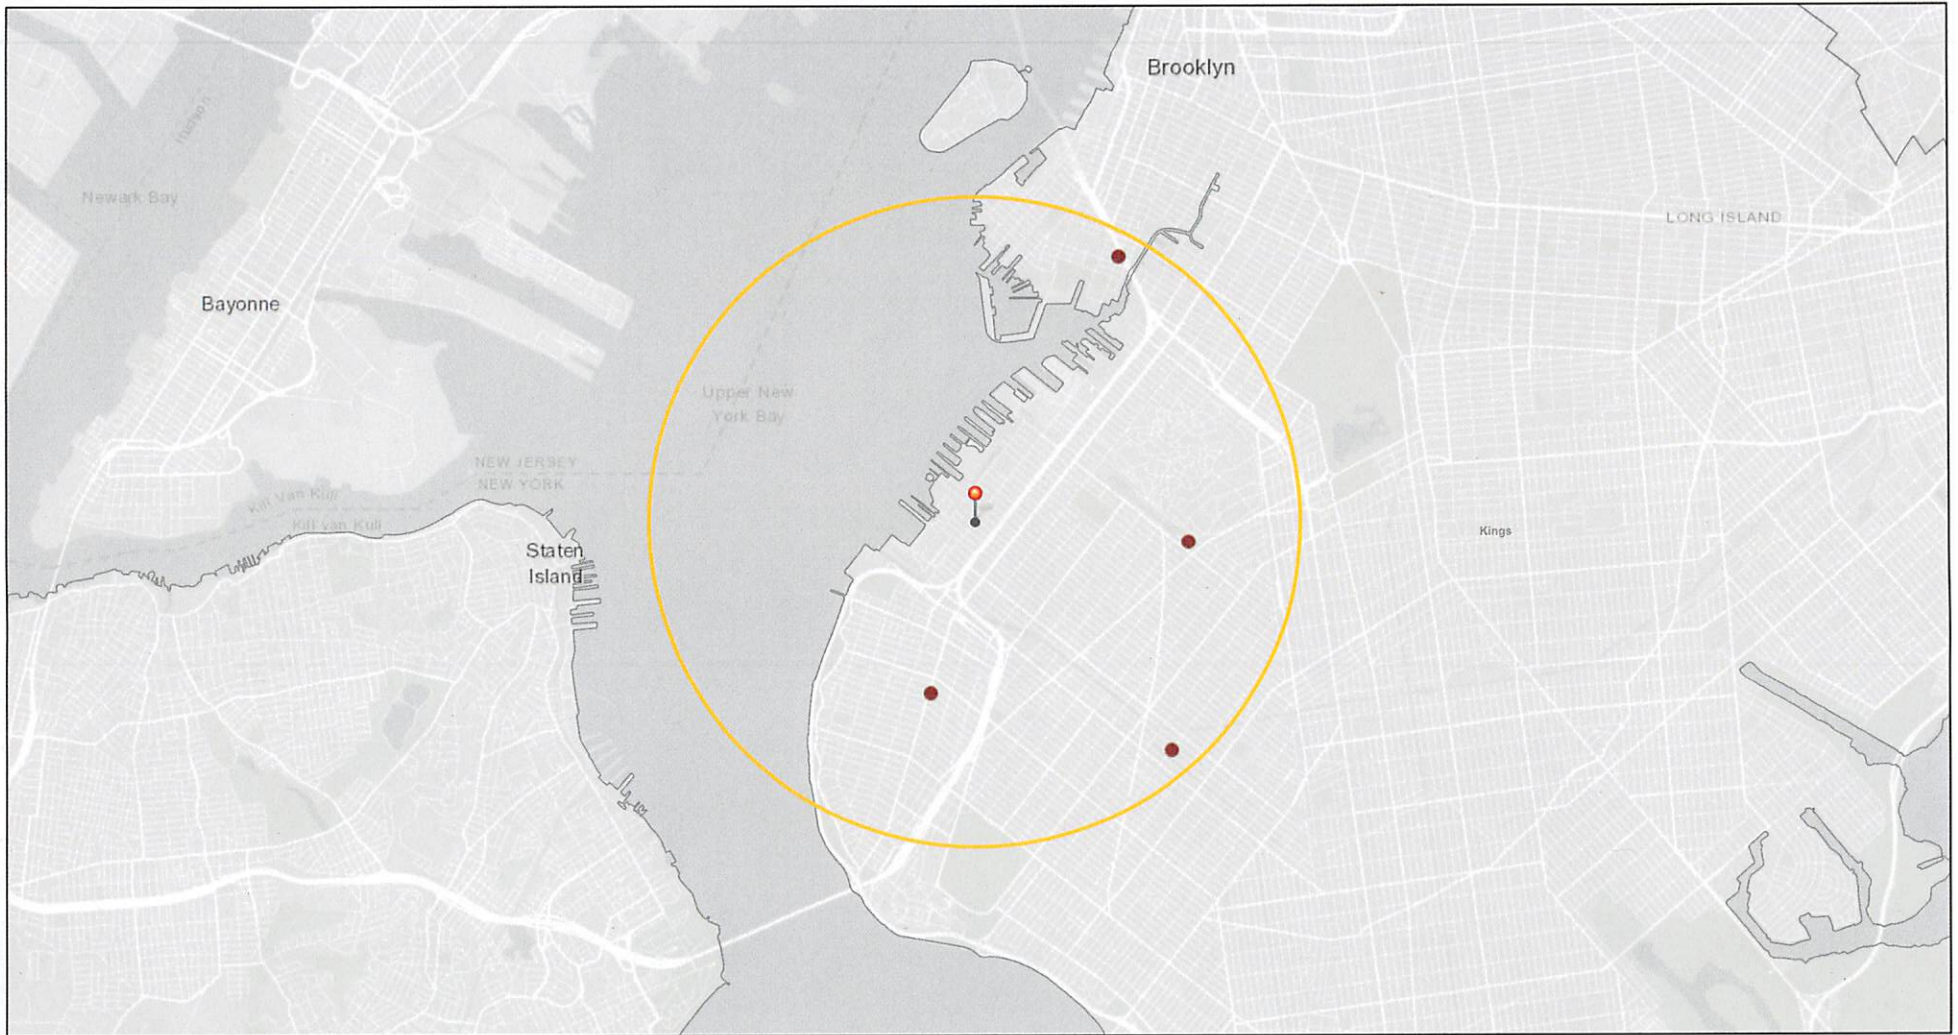 Brooklyn
Hudson
Newark Bay
LONG ISLAND
Bayonne
Upper New
York Bay
NEW JERSEY
NEW YORK
Kill Van Kull
Kill van Kull
Kings
Staten
Island